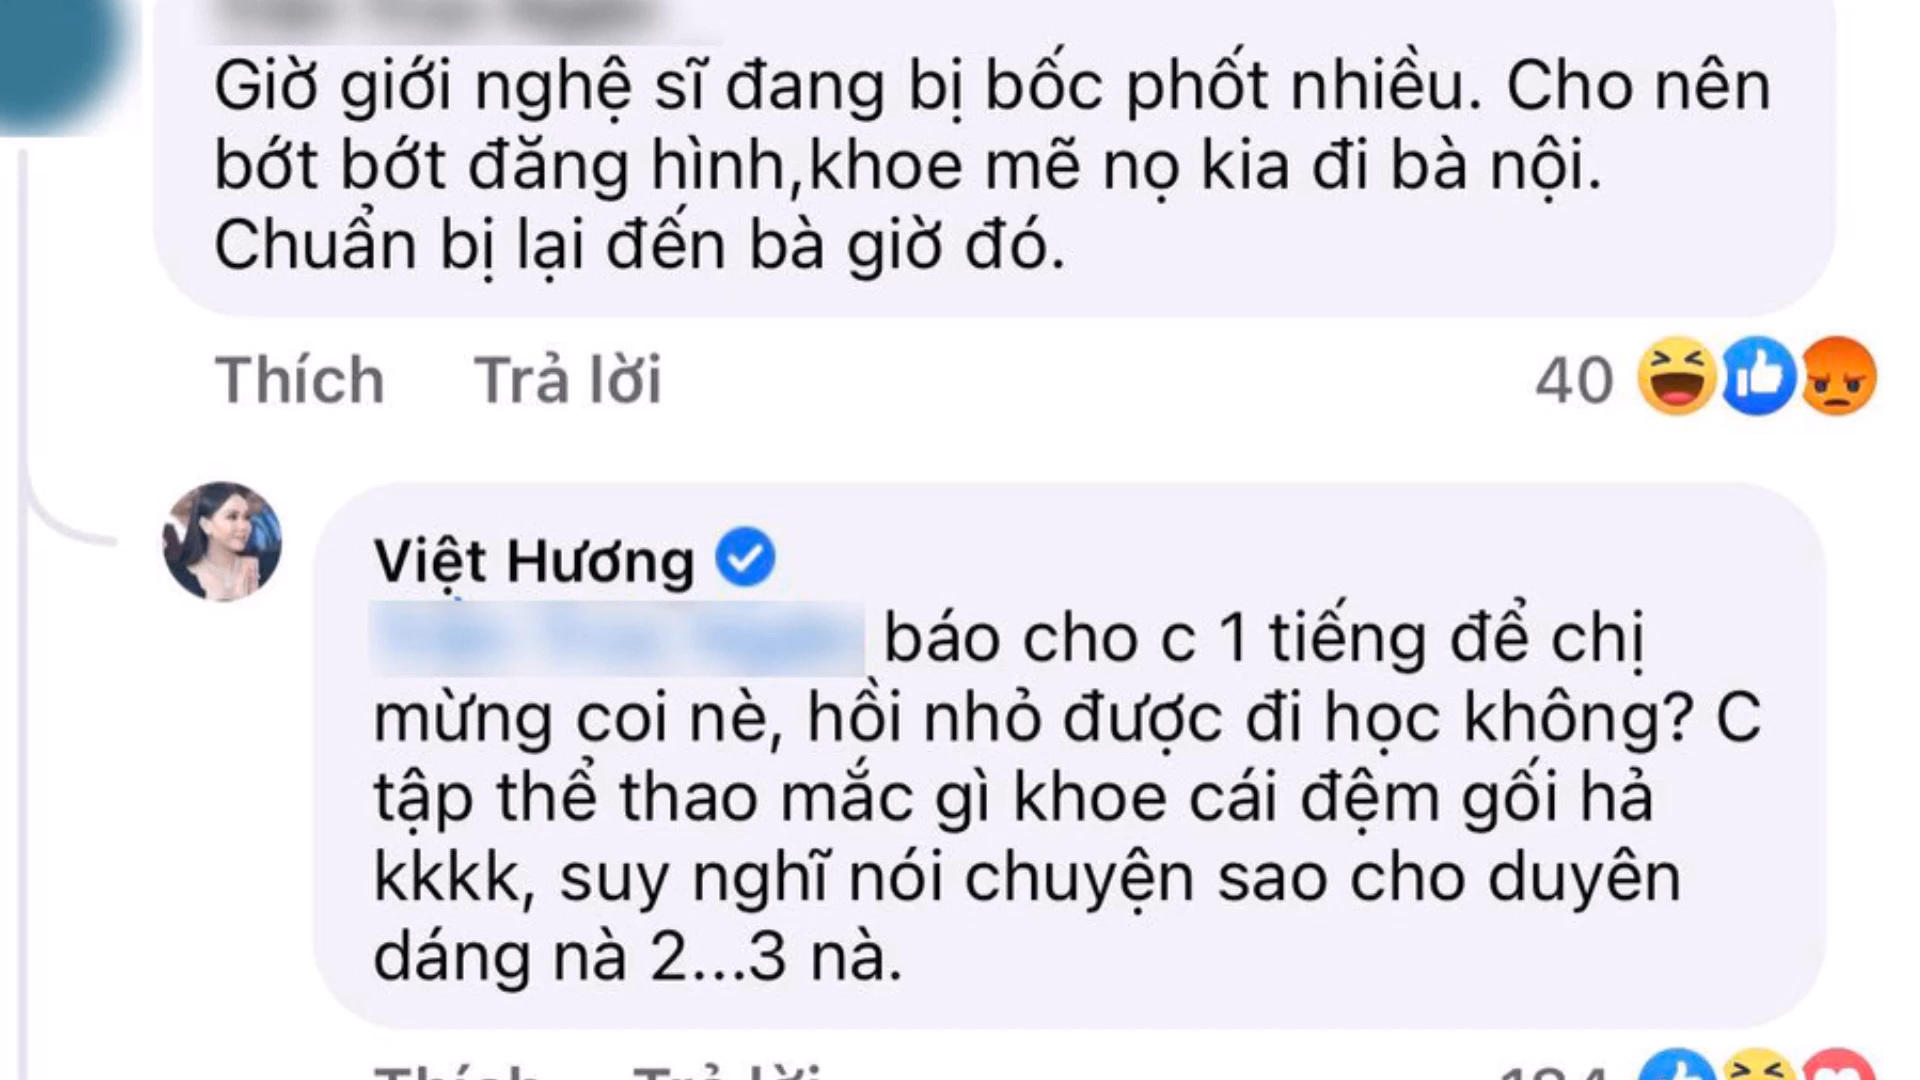 Giờ giới nghệ sĩ đang bị bốc phốt nhiều. Cho nên
bớt bớt đăng hình,khoe mẽ nọ kia đi bà nội.
Chuẩn bị lại đến bà giờ đó.
Thích Trả lời 40
Việt Hương
báo cho c 1 tiếng để chị
mừng coi nè, hồi nhỏ được đi học không? C
tập thể thao mắc gì khoe cái đệm gối hả
kkkk, suy nghĩ nói chuyện sao cho duyên
dáng nà 2...3 nà.
Thích Trả lời